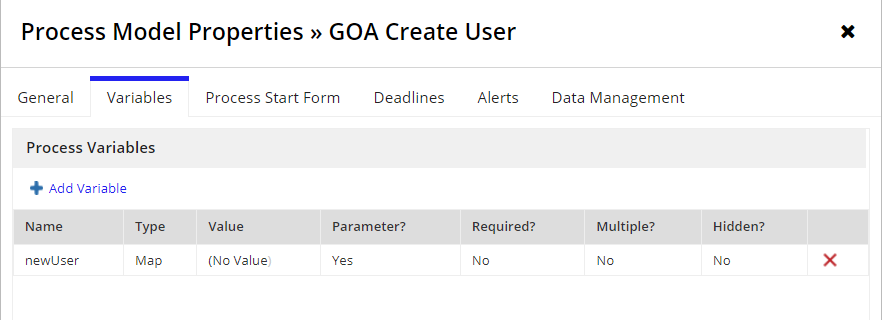 Process Model Properties » GOA Create User
General Variables Process Start Form Deadlines Alerts Data Management
Process Variables
Add Variable
Name Type Value Parameter? Required? Multiple? Hidden?
newUser Map (No Value) Yes No No No